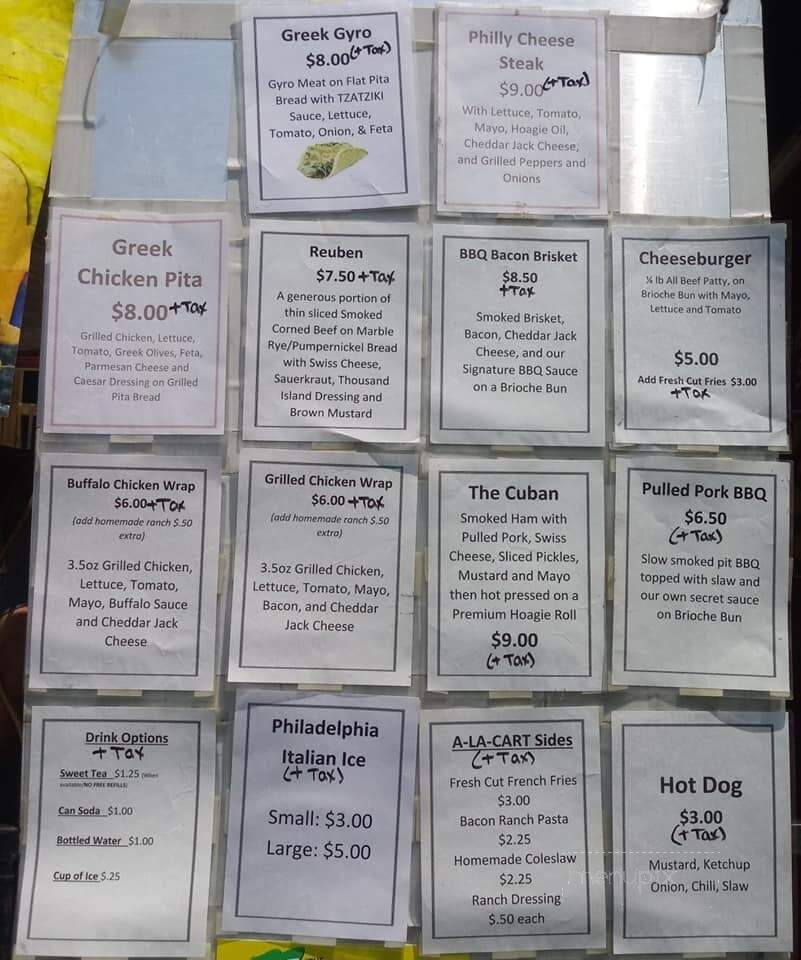 Greek Gyro
$8.00 (+ Tax)
Gyro Meat on Flat Pita
Bread with TZATZIKI
Sauce, Lettuce,
Tomato, Onion, & Feta
Philly Cheese
Steak
$9.00 (+ Tax)
With Lettuce, Tomato,
Mayo, Hoagie Oil,
Cheddar Jack Cheese,
and Grilled Peppers and
Onions
Greek
Chicken Pita
$8.00 + Tax
Grilled Chicken, Lettuce,
Tomato, Greek Olives, Feta,
Parmesan Cheese and
Caesar Dressing on Grilled
Pita Bread
Reuben
$7.50 + Tax
A generous portion of
thin sliced Smoked
Corned Beef on Marble
Rye/Pumpernickel Bread
with Swiss Cheese,
Sauerkraut, Thousand
Island Dressing and
Brown Mustard
BBQ Bacon Brisket
$8.50
+ Tax
Smoked Brisket,
Bacon, Cheddar Jack
Cheese, and our
Signature BBQ Sauce
on a Brioche Bun
Cheeseburger
lb All Beef Patty, on
Brioche Bun with Mayo,
Lettuce and Tomato
$5.00
Add Fresh Cut Fries $3.00
+ Tax
Buffalo Chicken Wrap
$6.00 + Tax
(add homemade ranch $.50
extra)
3.5oz Grilled Chicken,
Lettuce, Tomato,
Mayo, Buffalo Sauce
and Cheddar Jack
Cheese
Grilled Chicken Wrap
$6.00 + Tax
(add homemade ranch $.50
extra)
3.5oz Grilled Chicken,
Lettuce, Tomato, Mayo,
Bacon, and Cheddar
Jack Cheese
The Cuban
Smoked Ham with
Pulled Pork, Swiss
Cheese, Sliced Pickles,
Mustard and Mayo
then hot pressed on a
Premium Hoagie Roll
$9.00
(+ Tax)
Pulled Pork BBQ
$6.50
(+ Tax)
Slow smoked pit BBQ
topped with slaw and
our own secret sauce
on Brioche Bun
Drink Options
+ Tax
Sweet Tea $1.25 (When
available/NO FREE REFILLS)
Can Soda $1.00
Bottled Water $1.00
Cup of Ice $.25
Philadelphia
Italian Ice
(+ Tax)
Small: $3.00
Large: $5.00
A-LA-CART Sides
(+ Tax)
Fresh Cut French Fries
$3.00
Bacon Ranch Pasta
$2.25
Homemade Coleslaw
$2.25
Ranch Dressing
$.50 each
Hot Dog
$3.00
(+ Tax)
Mustard, Ketchup
Onion, Chili, Slaw
menupix